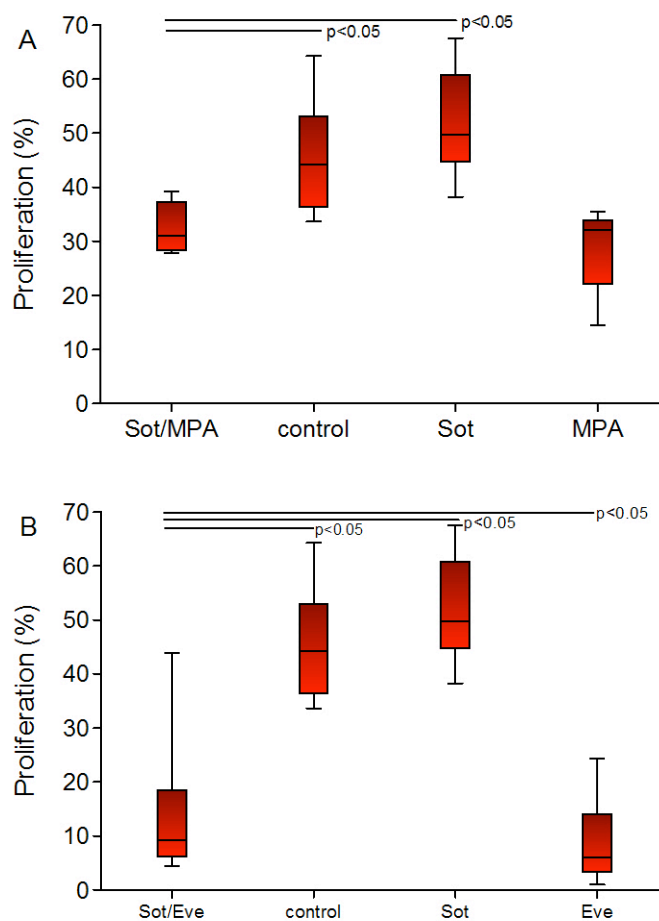 A
Proliferation (%)
70
60
50
40
30
20
10
0
p<0.05
p<0.05
Sot/MPA control Sot MPA
B
Proliferation (%)
70
60
50
40
30
20
10
0
p<0.05
p<0.05
p<0.05
Sot/Eve control Sot Eve